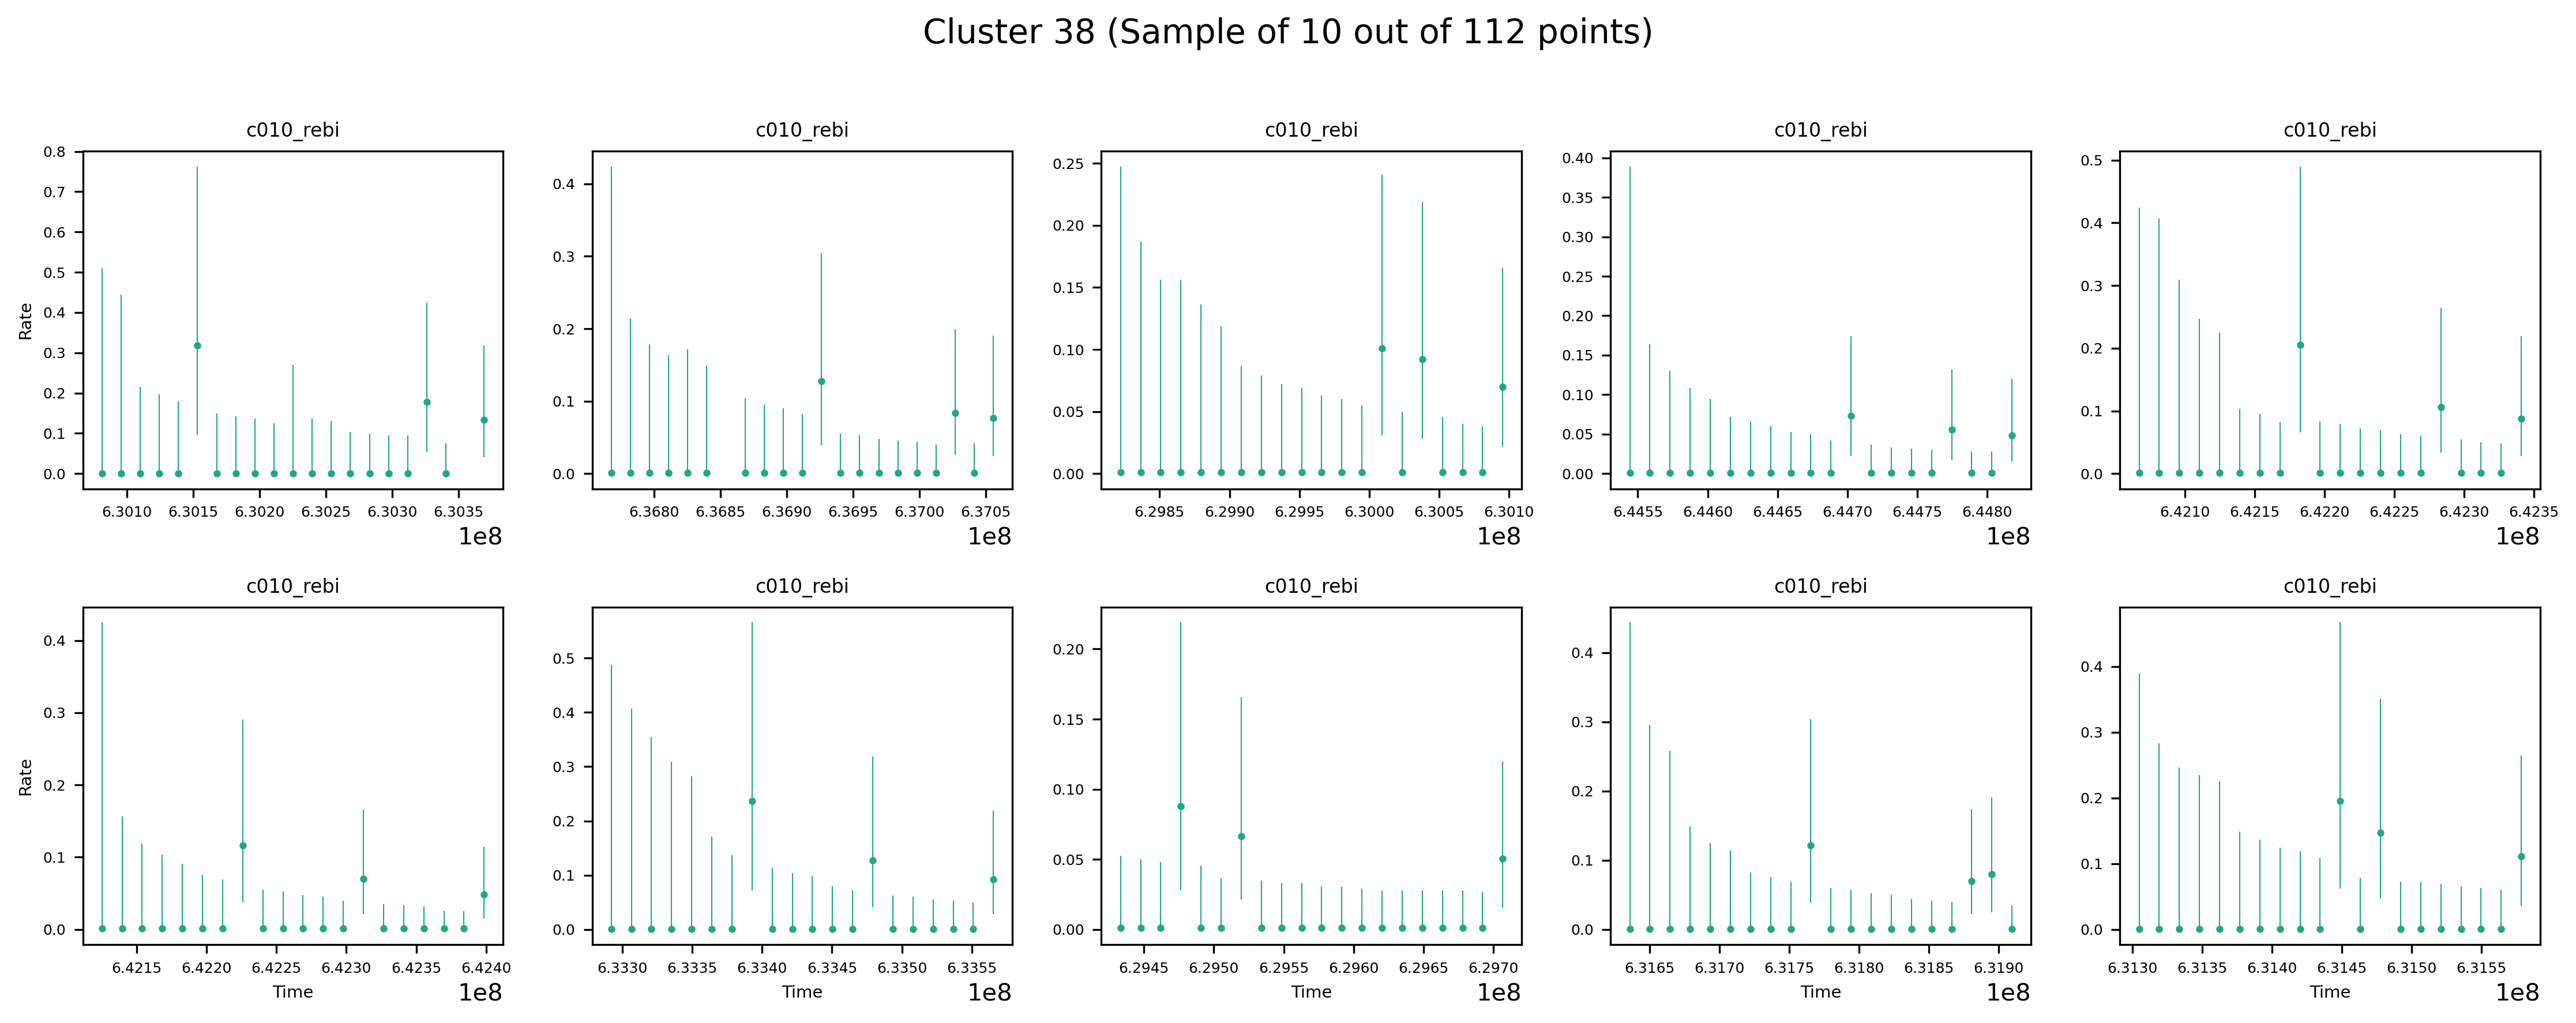 Cluster 38 (Sample of 10 out of 112 points)
c010_rebi c010_rebi c010_rebi c010_rebi c010_rebi
Rate
0.8 0.7 0.6 0.5 0.4 0.3 0.2 0.1 0.0
0.4 0.3 0.2 0.1 0.0
0.25 0.20 0.15 0.10 0.05 0.00
0.40 0.35 0.30 0.25 0.20 0.15 0.10 0.05 0.00
0.5 0.4 0.3 0.2 0.1 0.0
6.3010 6.3015 6.3020 6.3025 6.3030 6.3035
1e8
6.3680 6.3685 6.3690 6.3695 6.3700 6.3705
1e8
6.2985 6.2990 6.2995 6.3000 6.3005 6.3010
1e8
6.4455 6.4460 6.4465 6.4470 6.4475 6.4480
1e8
6.4210 6.4215 6.4220 6.4225 6.4230 6.4235
1e8
c010_rebi c010_rebi c010_rebi c010_rebi c010_rebi
Rate
0.4 0.3 0.2 0.1 0.0
0.5 0.4 0.3 0.2 0.1 0.0
0.20 0.15 0.10 0.05 0.00
0.4 0.3 0.2 0.1 0.0
0.4 0.3 0.2 0.1 0.0
6.4215 6.4220 6.4225 6.4230 6.4235 6.4240
Time 1e8
6.3330 6.3335 6.3340 6.3345 6.3350 6.3355
Time 1e8
6.2945 6.2950 6.2955 6.2960 6.2965 6.2970
Time 1e8
6.3165 6.3170 6.3175 6.3180 6.3185 6.3190
Time 1e8
6.3130 6.3135 6.3140 6.3145 6.3150 6.3155
Time 1e8